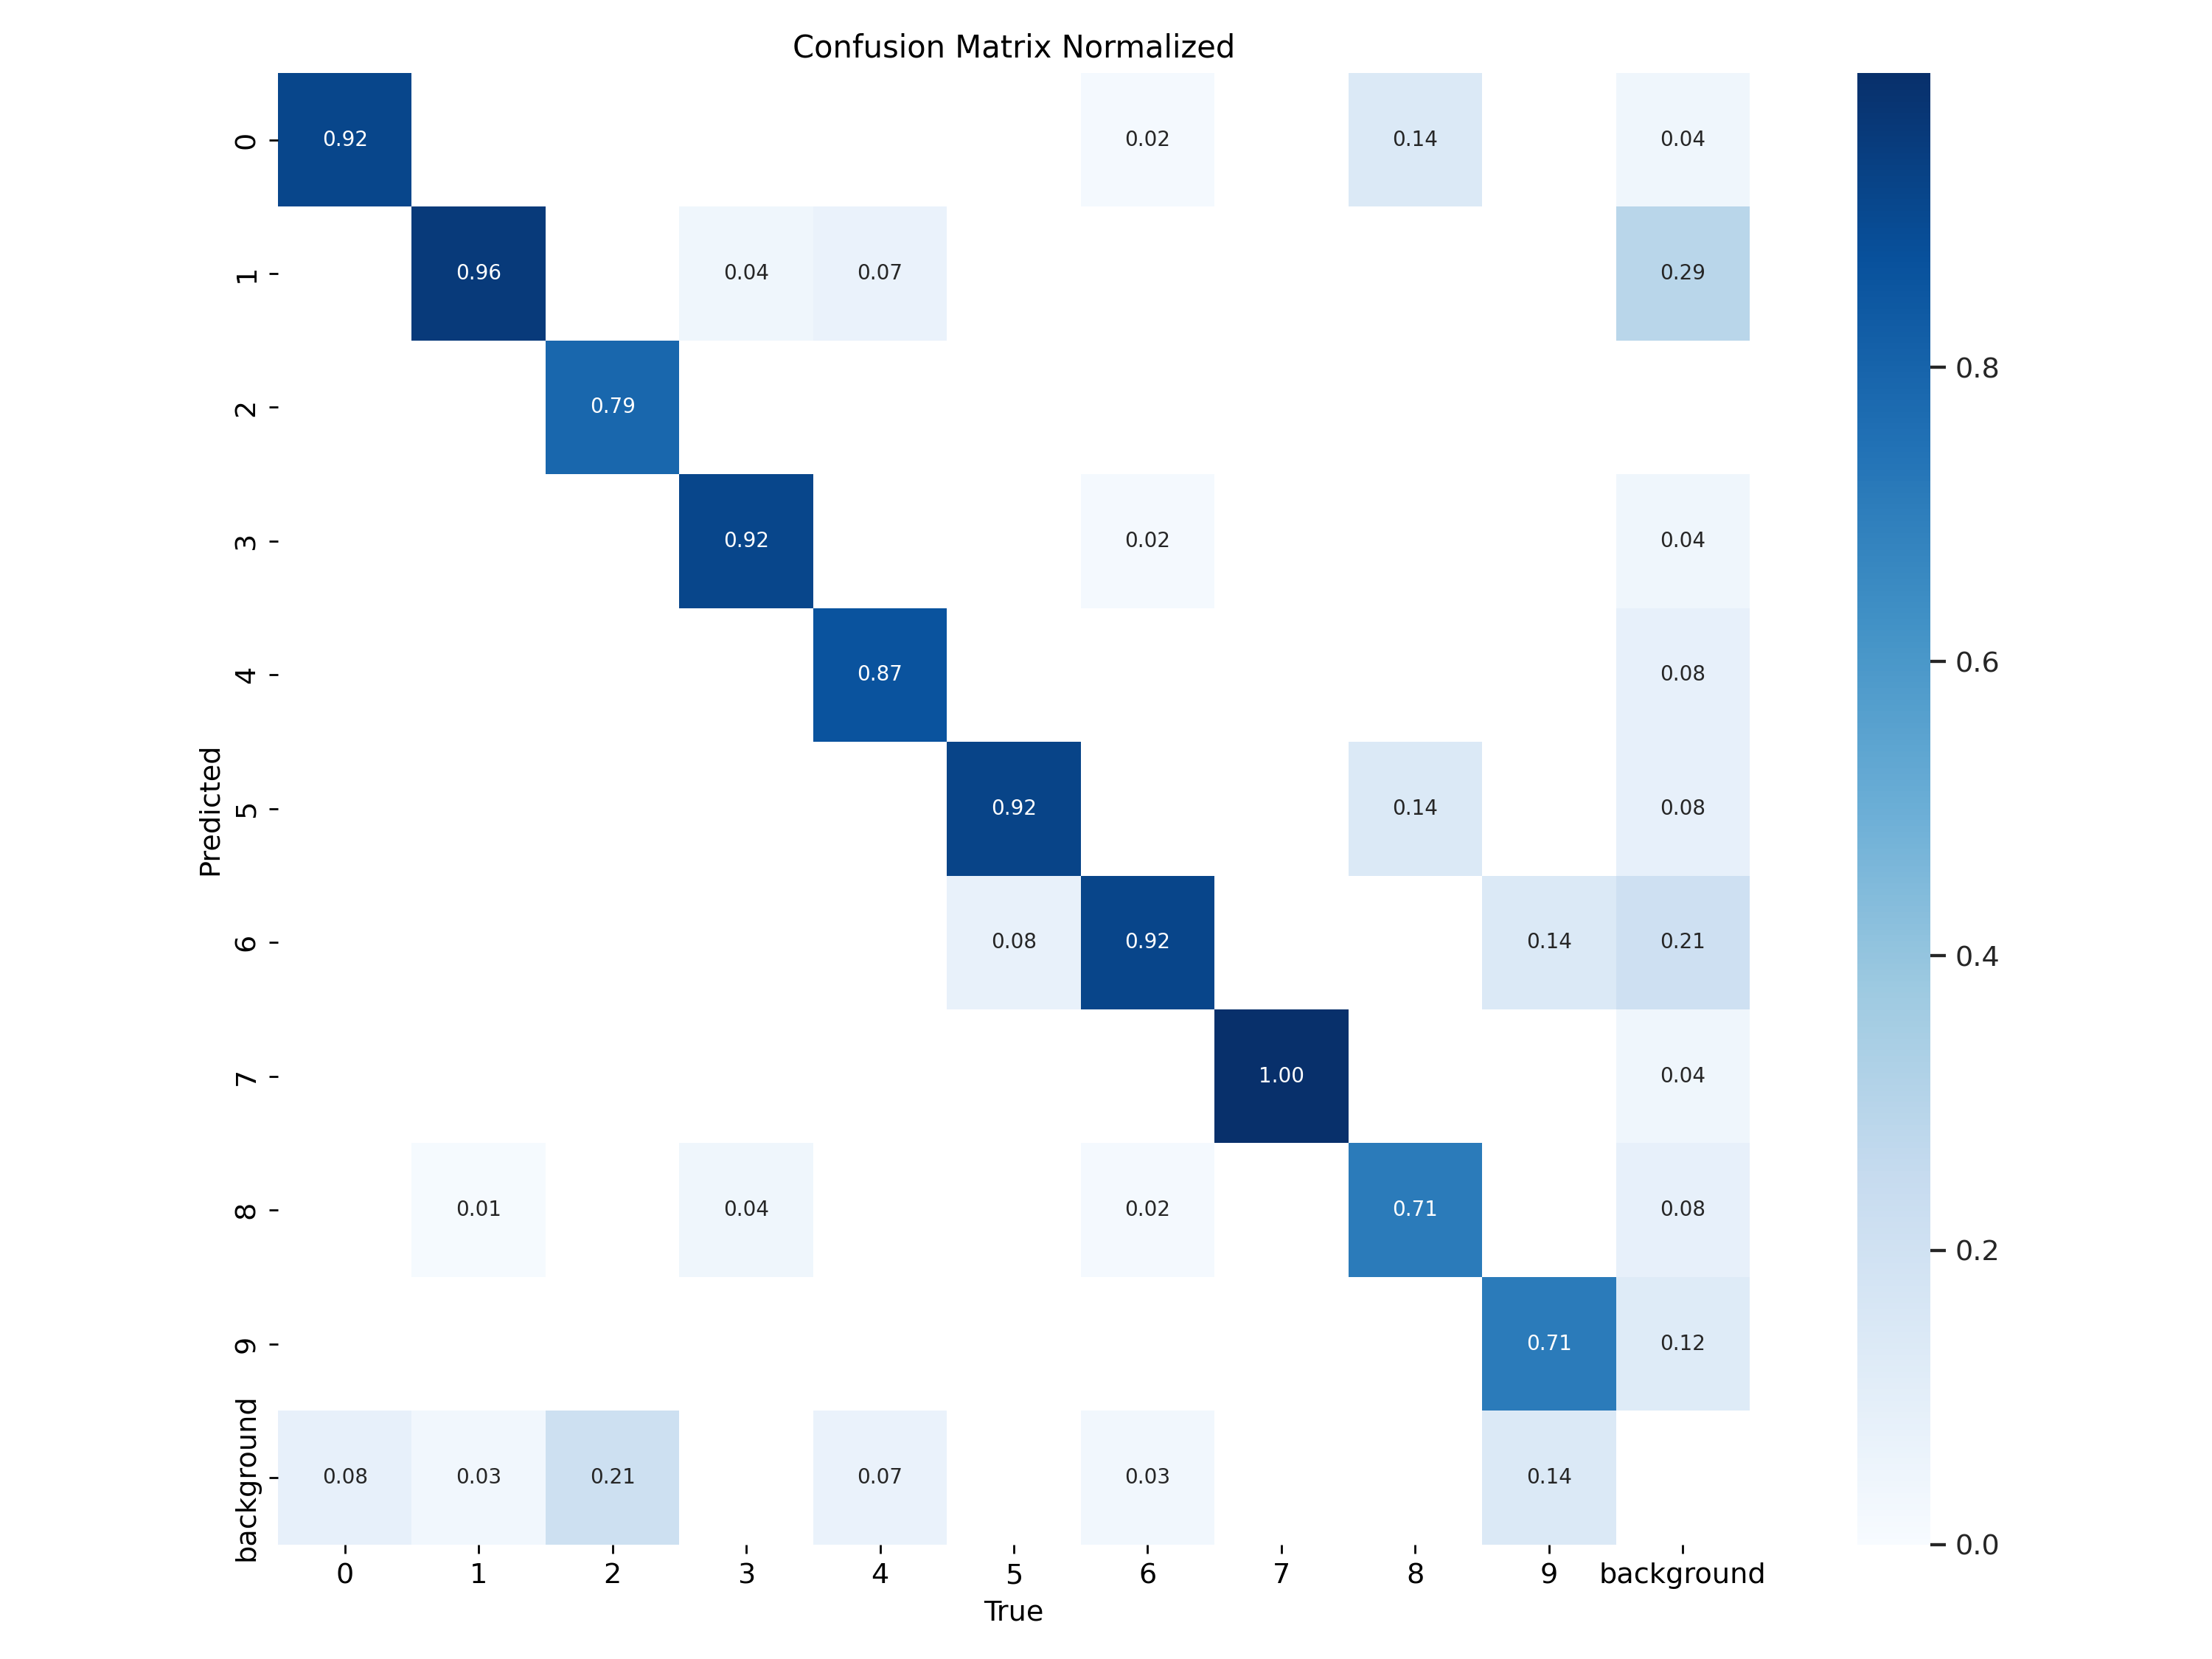 Confusion Matrix Normalized
0 0.92 0.02 0.14 0.04
1 0.96 0.04 0.07 0.29
2 0.79
3 0.92 0.02 0.04
4 0.87 0.08
5 0.92 0.14 0.08
6 0.08 0.92 0.14 0.21
7 1.00 0.04
8 0.01 0.04 0.02 0.71 0.08
9 0.71 0.12
background 0.08 0.03 0.21 0.07 0.03 0.14
0 1 2 3 4 5 6 7 8 9 background
True
Predicted
0.8
0.6
0.4
0.2
0.0